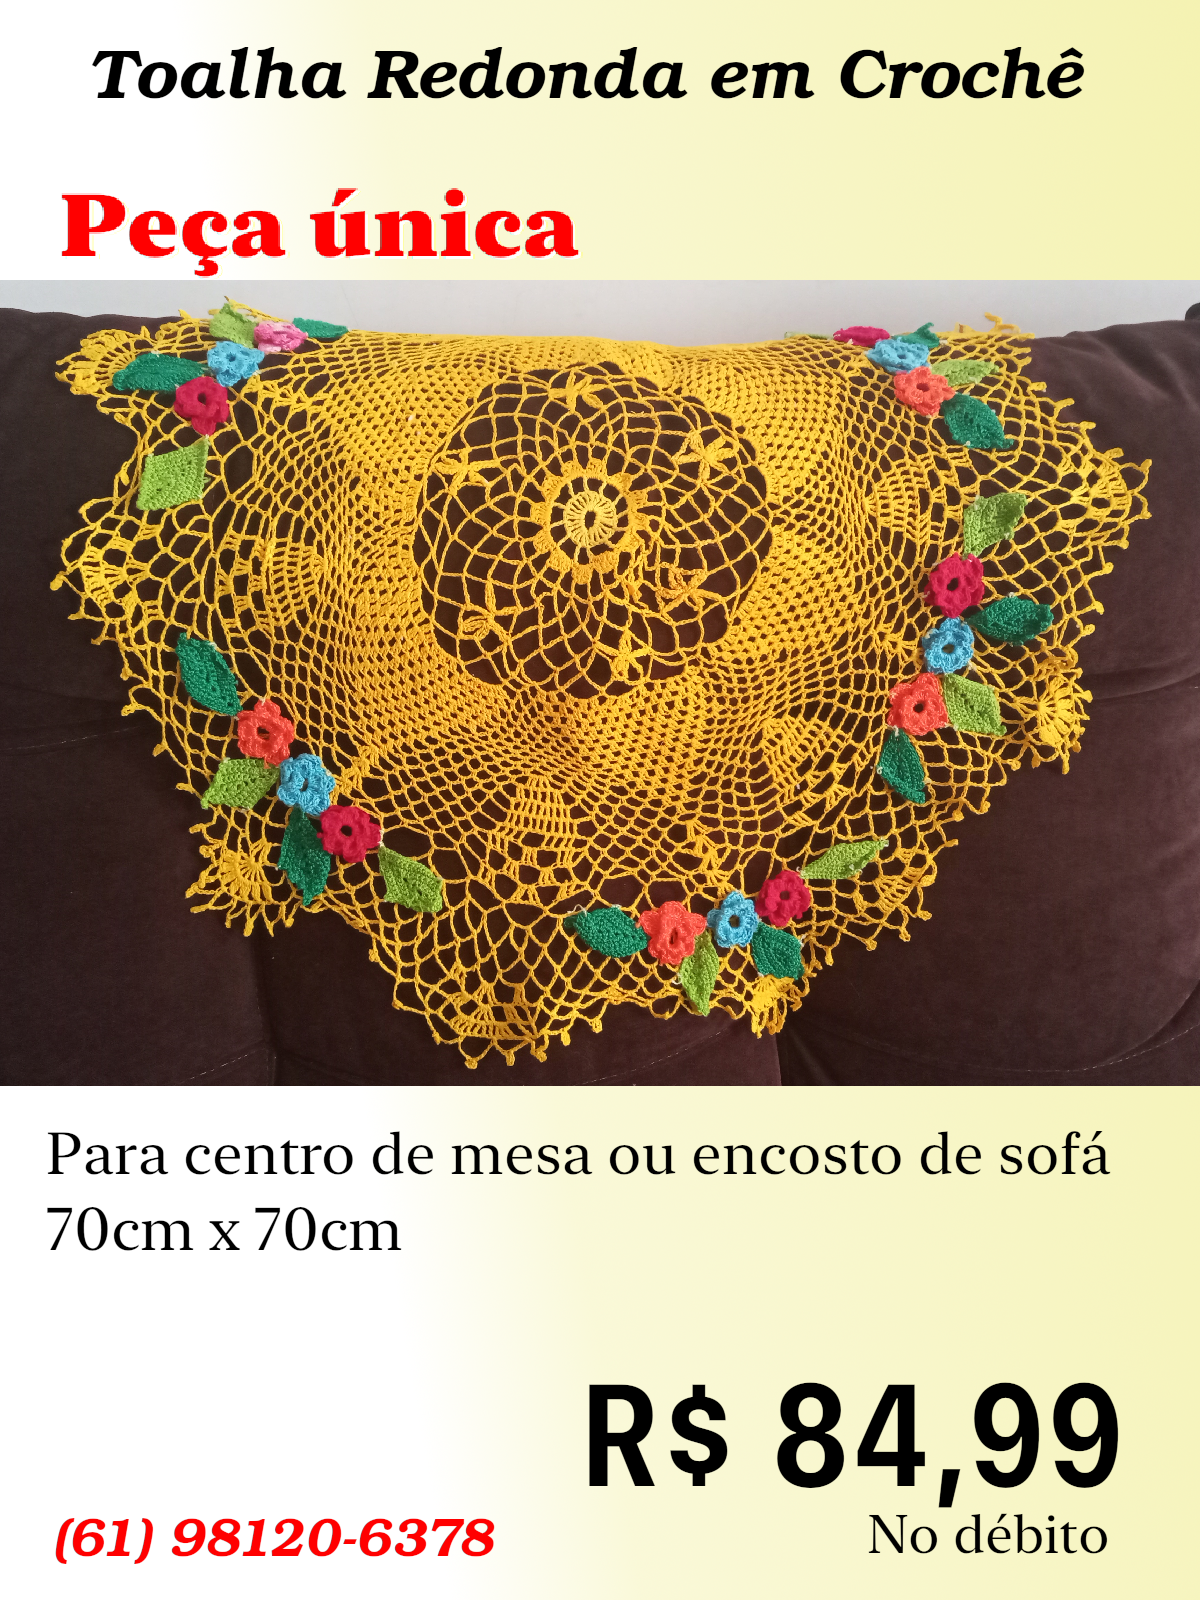 Toalha Redonda em Crochê
Peça única
Para centro de mesa ou encosto de sofá
70cm x 70cm
R$ 84,99
No débito
(61) 98120-6378